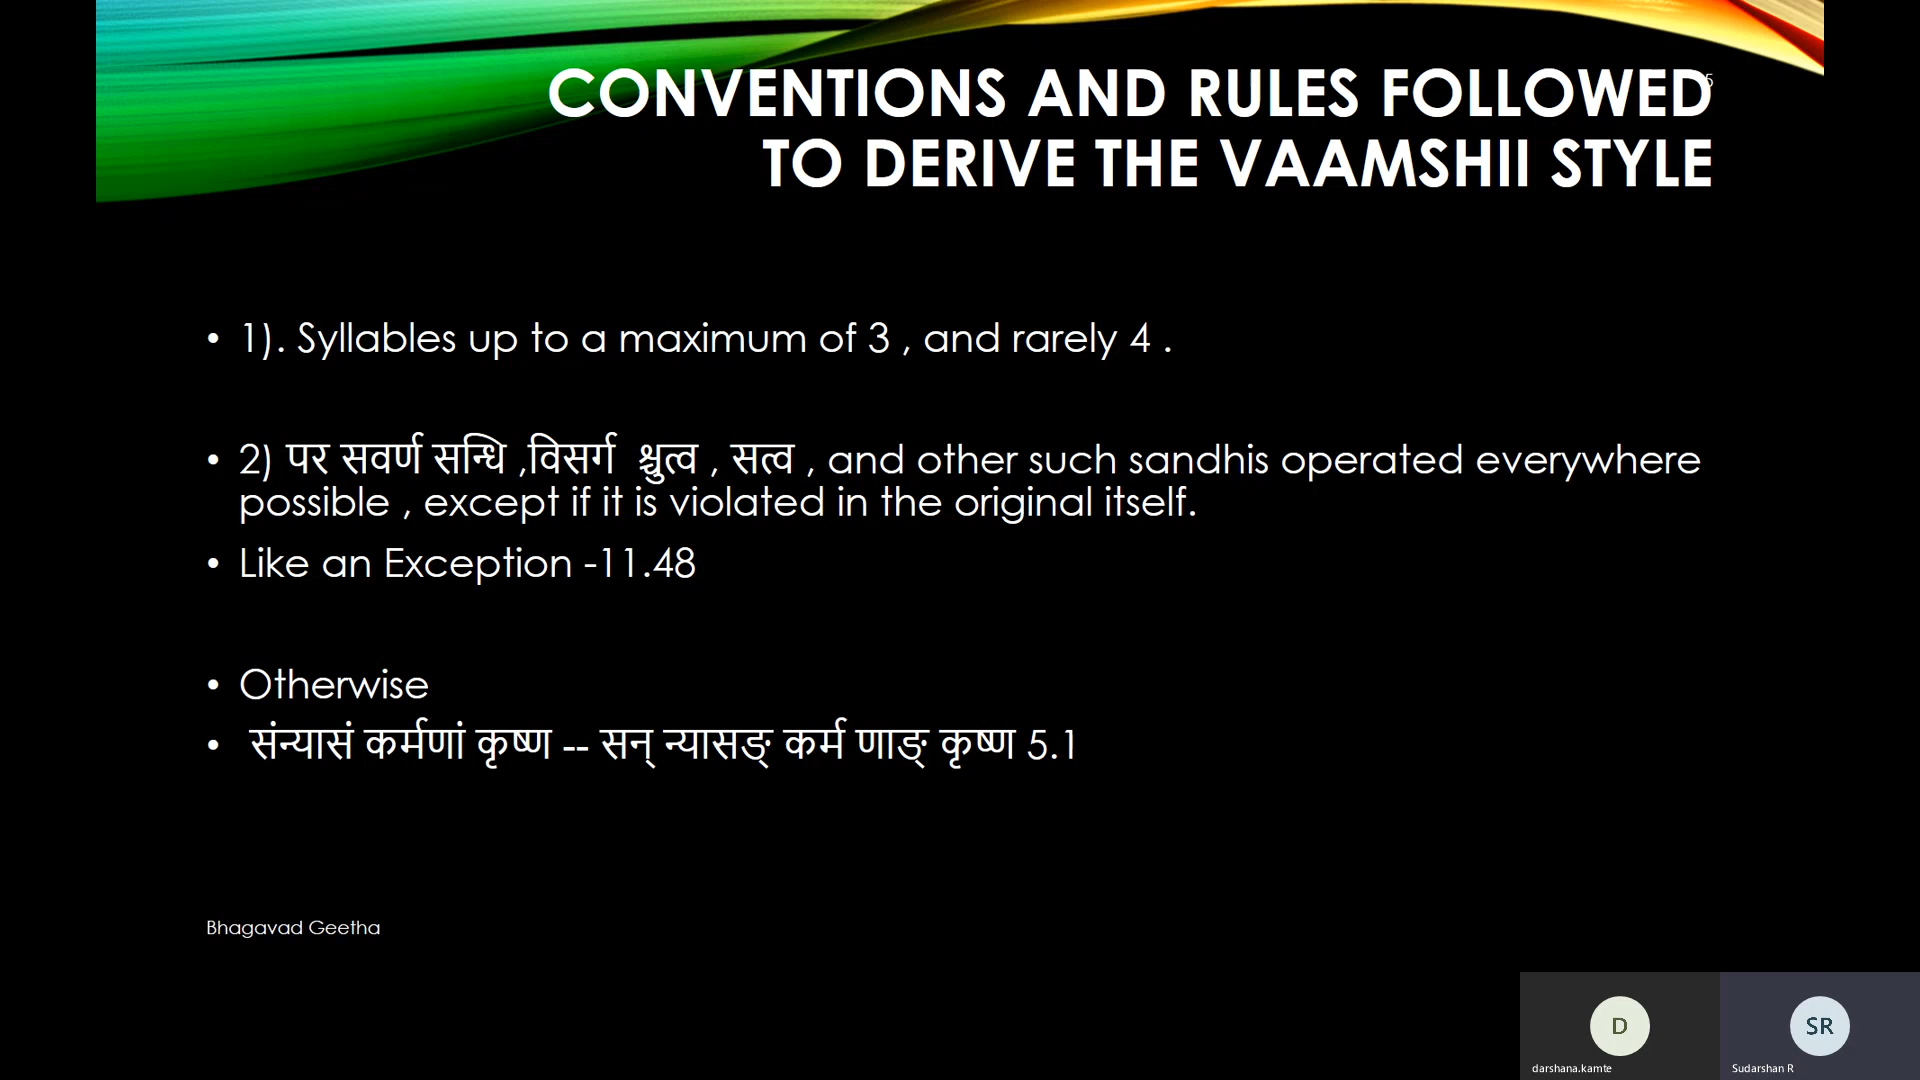 CONVENTIONS AND RULES FOLLOWED
5
TO DERIVE THE VAAMSHII STYLE
• 1). Syllables up to a maximum of 3 , and rarely 4 .
• 2) पर सवर्ण सन्धि ,विसर्ग श्चुत्व , सत्व , and other such sandhis operated everywhere
possible , except if it is violated in the original itself.
• Like an Exception -11.48
• Otherwise
• संन्यासं कर्मणां कृष्ण -- सन् न्यासङ् कर्म णाङ् कृष्ण 5.1
Bhagavad Geetha
D
SR
darshana.kamte
Sudarshan R